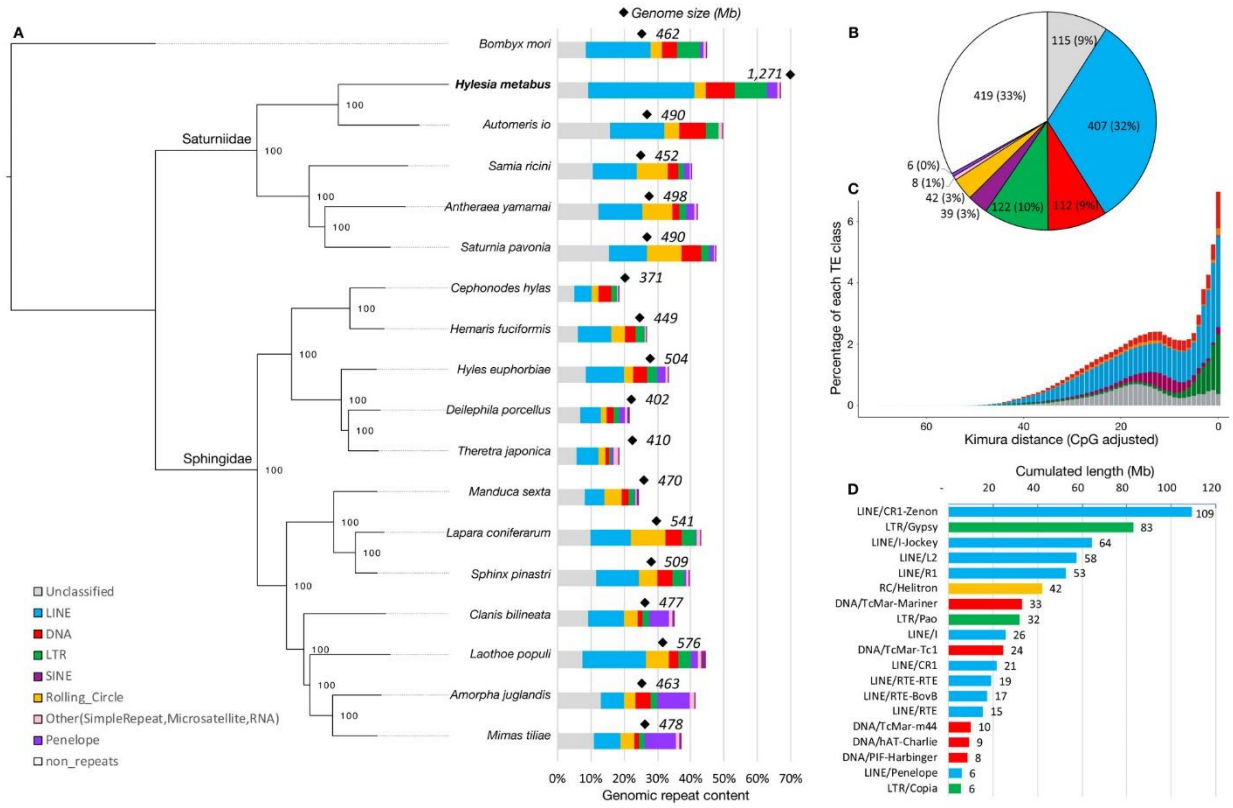 A
◆ Genome size (Mb)
Bombyx mori
462
Hylesia metabus
1,271
Automeris io
490
Samia ricini
452
Antheraea yamamai
498
Saturnia pavonia
490
Cephonodes hylas
371
Hemaris fuciformis
449
Hyles euphorbiae
504
Deilephila porcellus
402
Theretra japonica
410
Manduca sexta
470
Lapara coniferarum
541
Sphinx pinastri
509
Clanis bilineata
477
Laothoe populi
576
Amorpha juglandis
463
Mimas tiliae
478
Saturniidae
100
100
100
100
Sphingidae
100
100
100
100
100
100
100
100
100
100
100
Unclassified
LINE
DNA
LTR
SINE
Rolling_Circle
Other(SimpleRepeat,Microsatellite,RNA)
Penelope
non_repeats
0% 10% 20% 30% 40% 50% 60% 70%
Genomic repeat content
B
115 (9%)
407 (32%)
112 (9%)
122 (10%)
39 (3%)
42 (3%)
8 (1%)
6 (0%)
419 (33%)
C
Percentage of each TE class
6
4
2
0
60 40 20 0
Kimura distance (CpG adjusted)
D
Cumulated length (Mb)
- 20 40 60 80 100 120
LINE/CR1-Zenon 109
LTR/Gypsy 83
LINE/I-Jockey 64
LINE/L2 58
LINE/R1 53
RC/Helitron 42
DNA/TcMar-Mariner 33
LTR/Pao 32
LINE/I 26
DNA/TcMar-Tc1 24
LINE/CR1 21
LINE/RTE-RTE 19
LINE/RTE-BovB 17
LINE/RTE 15
DNA/TcMar-m44 10
DNA/hAT-Charlie 9
DNA/PIF-Harbinger 8
LINE/Penelope 6
LTR/Copia 6